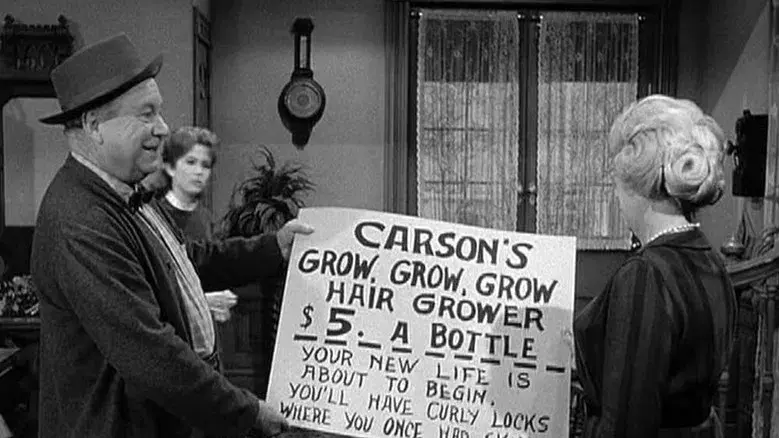 CARSON'S
GROW, GROW, GROW
HAIR GROWER
$5.- A BOTTLE
YOUR NEW LIFE IS
ABOUT TO BEGIN.
YOU'LL HAVE CURLY LOCKS
WHERE YOU ONCE HAD